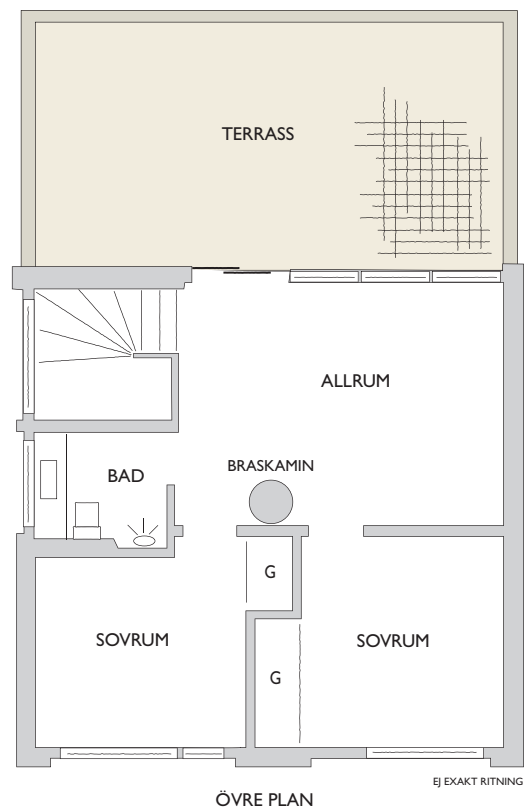 TERRASS
ALLRUM
BRASKAMIN
BAD
G
SOVRUM
SOVRUM
G
EJ EXAKT RITNING
ÖVRE PLAN